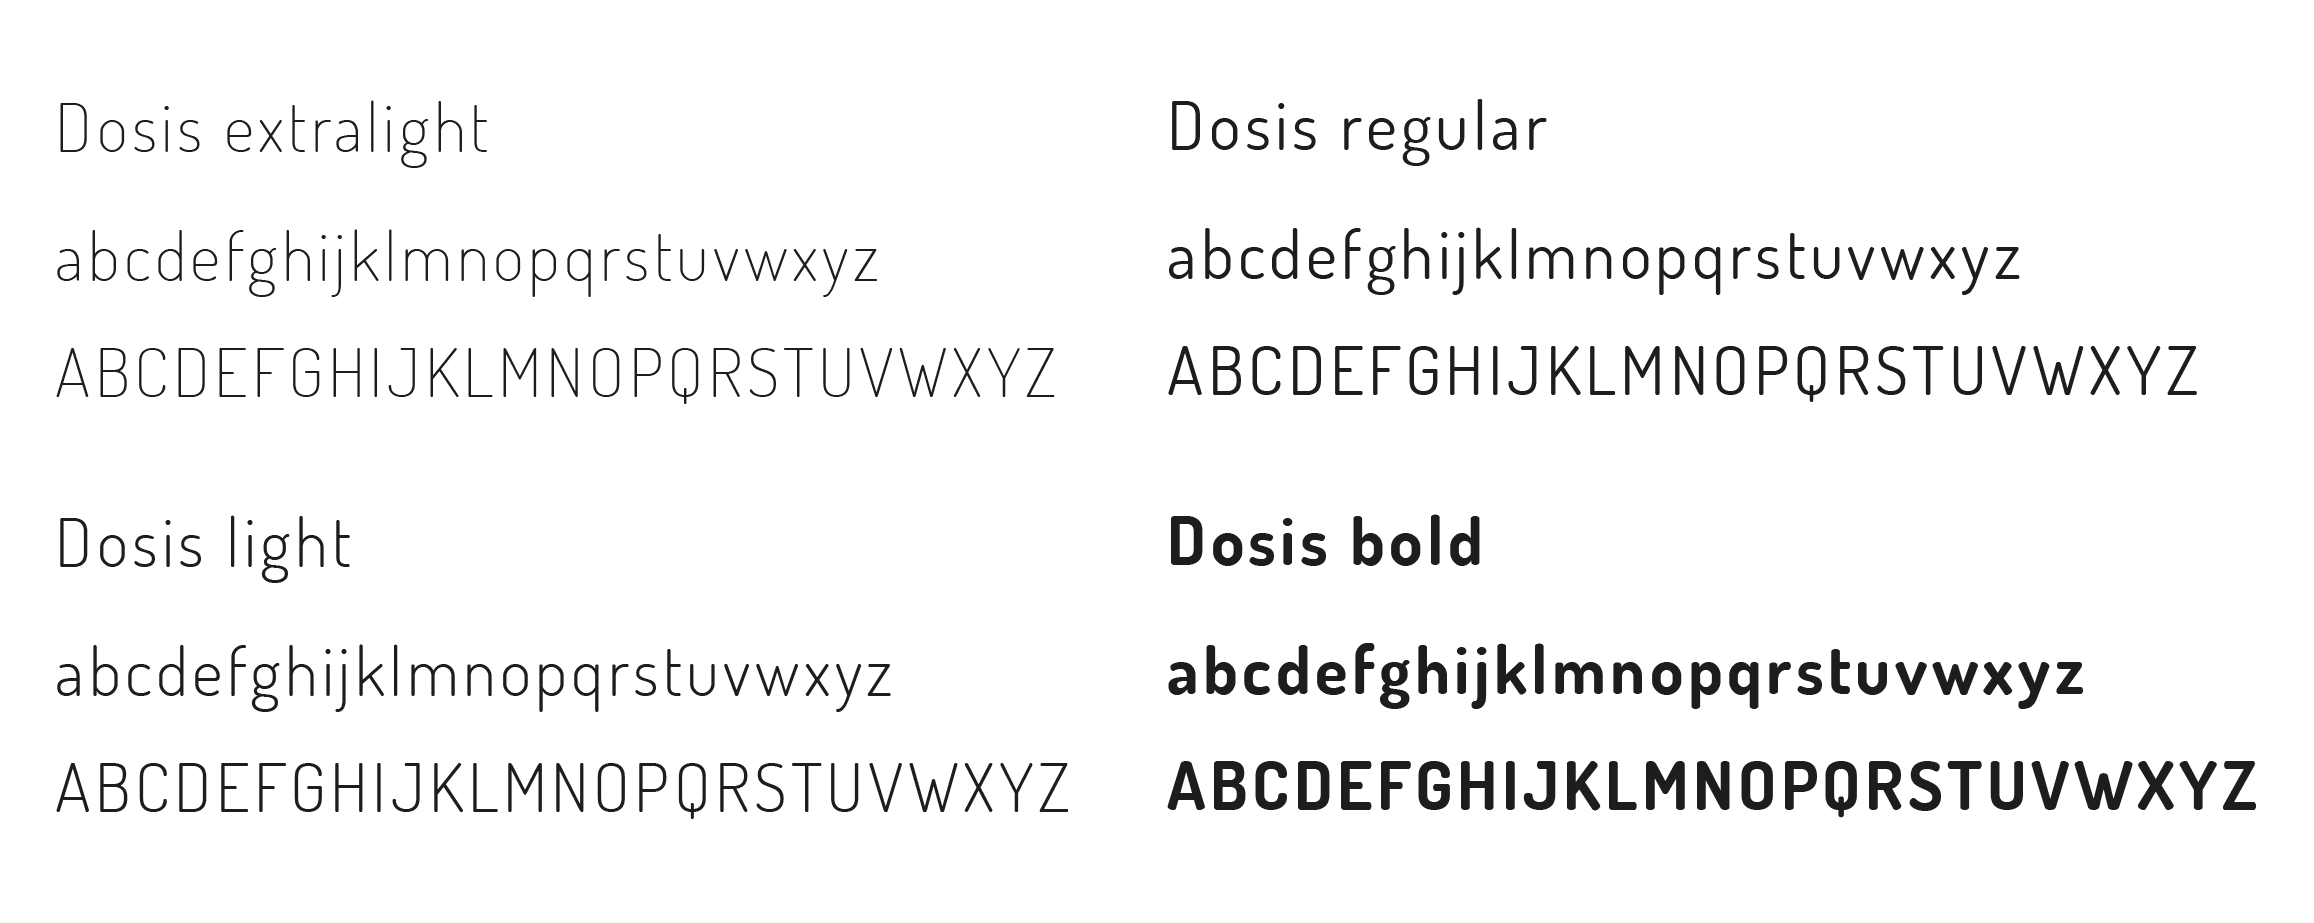 Dosis extralight
abcdefghijklmnopqrstuvwxyz
ABCDEFGHIJKLMNOPQRSTUVWXYZ
Dosis light
abcdefghijklmnopqrstuvwxyz
ABCDEFGHIJKLMNOPQRSTUVWXYZ
Dosis regular
abcdefghijklmnopqrstuvwxyz
ABCDEFGHIJKLMNOPQRSTUVWXYZ
Dosis bold
abcdefghijklmnopqrstuvwxyz
ABCDEFGHIJKLMNOPQRSTUVWXYZ